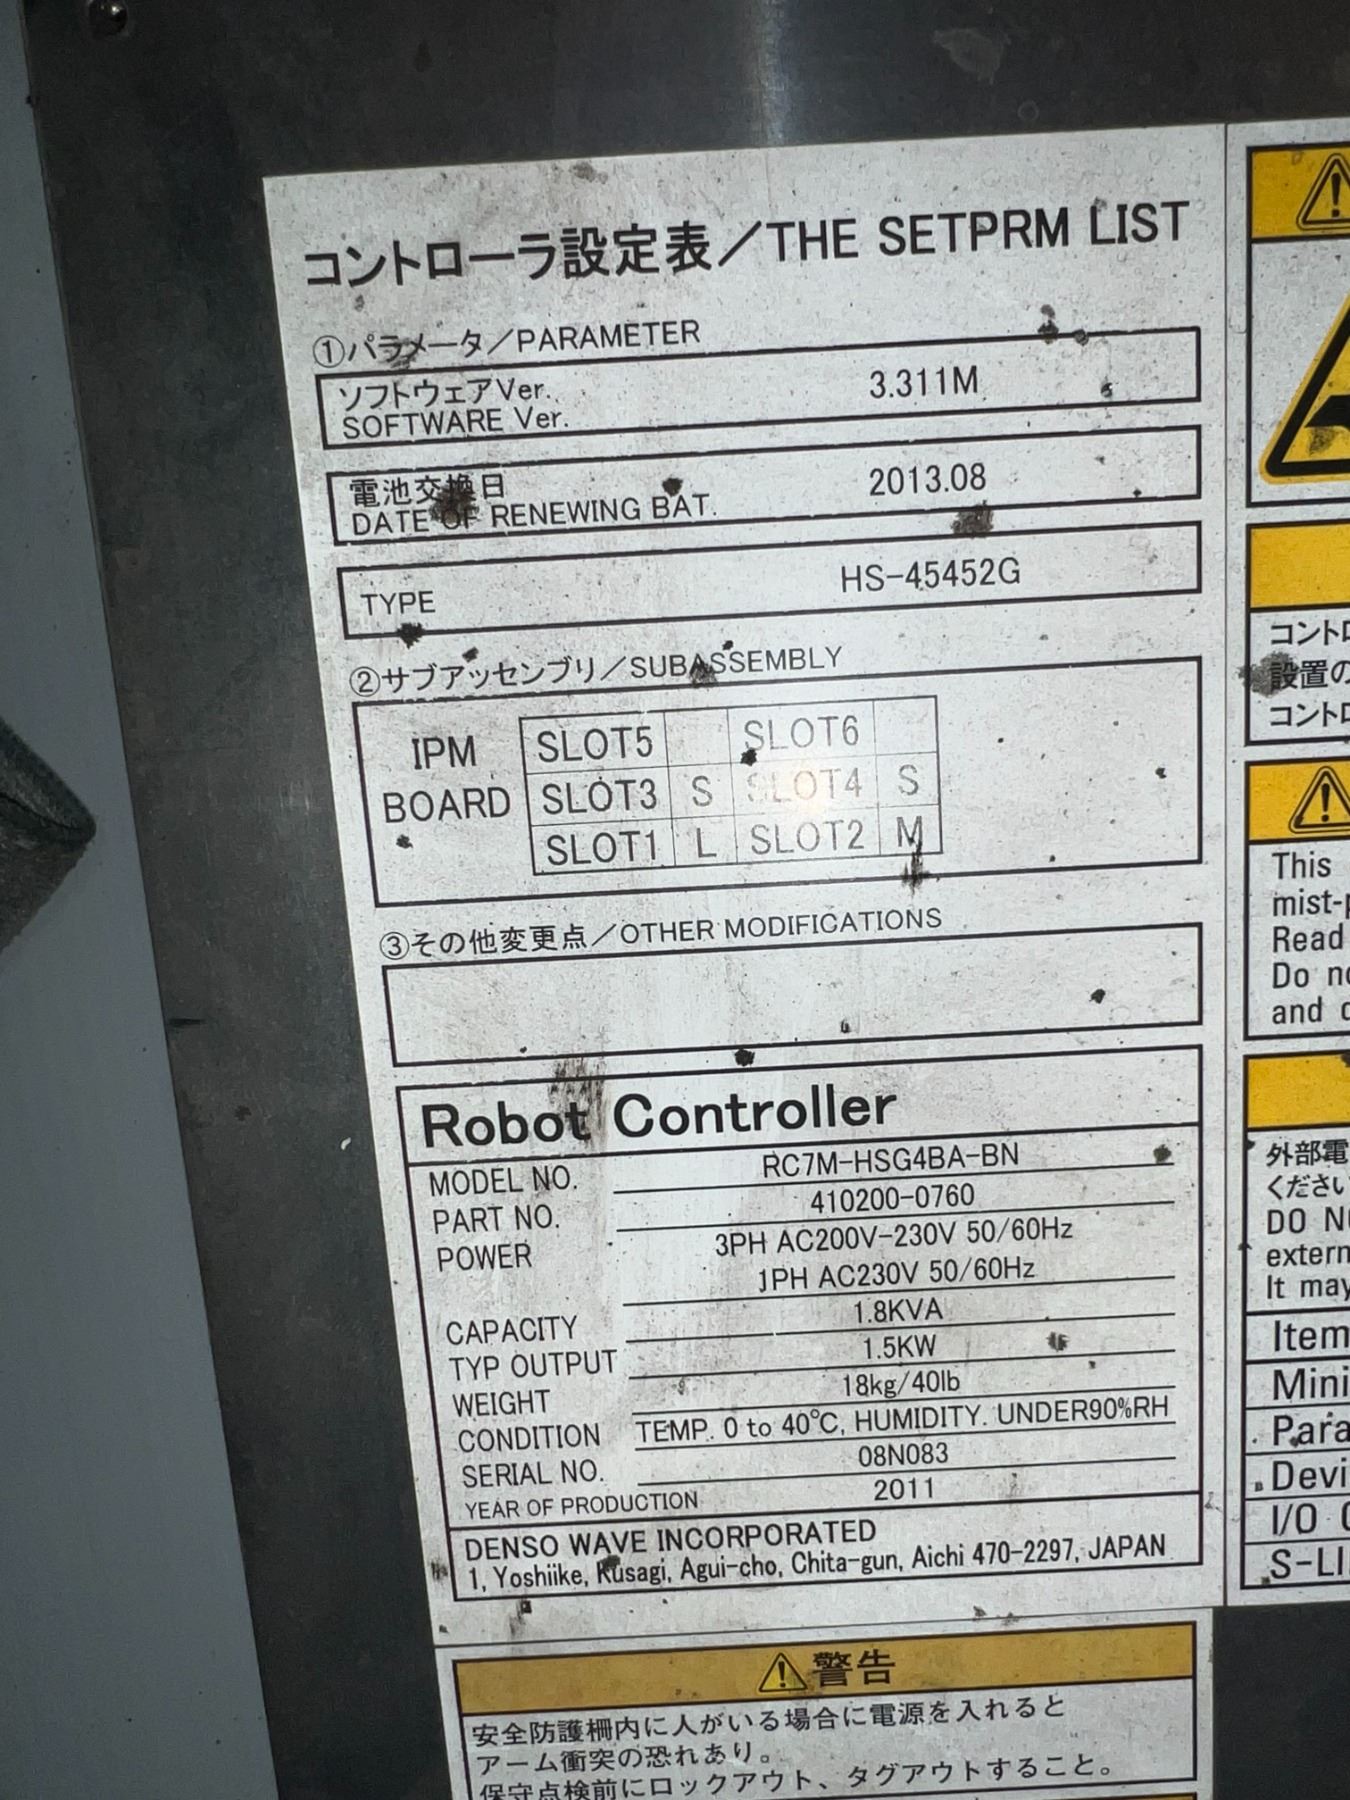 コントローラ設定表/THE SETPRM LIST
①パラメータ/PARAMETER
ソフトウェアVer.
SOFTWARE Ver.
3.311M
電池交換日
DATE OF RENEWING BAT.
2013.08
TYPE
HS-45452G
②サブアッセンブリ/SUBASSEMBLY
IPM BOARD
SLOT5 SLOT6
SLOT3 S SLOT4 S
SLOT1 L SLOT2 M
③その他変更点/OTHER MODIFICATIONS
Robot Controller
MODEL NO. RC7M-HSG4BA-BN
PART NO. 410200-0760
POWER 3PH AC200V-230V 50/60Hz
1PH AC230V 50/60Hz
CAPACITY 1.8KVA
TYP OUTPUT 1.5KW
WEIGHT 18kg/40lb
CONDITION TEMP. 0 to 40℃, HUMIDITY. UNDER90%RH
SERIAL NO. 08N083
YEAR OF PRODUCTION 2011
DENSO WAVE INCORPORATED
1, Yoshiike, Kusagi, Agui-cho, Chita-gun, Aichi 470-2297, JAPAN
警告
安全防護柵内に人がいる場合に電源を入れると
アーム衝突の恐れあり。
保守点検前にロックアウト、タグアウトすること。
コントロ
設置の
コントロ
This
mist-p
Read
Do no
and
外部電
ください
DO NO
extern
It may
Item
Mini
Para
Devi
I/O
S-LI